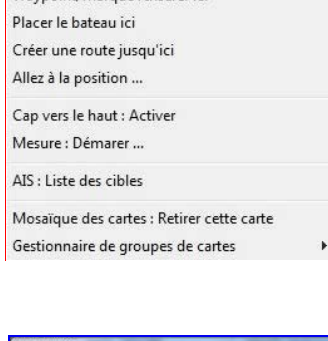 Placer le bateau ici
Créer une route jusqu'ici
Allez à la position ...
Cap vers le haut : Activer
Mesure : Démarrer ...
AIS : Liste des cibles
Mosaïque des cartes : Retirer cette carte
Gestionnaire de groupes de cartes